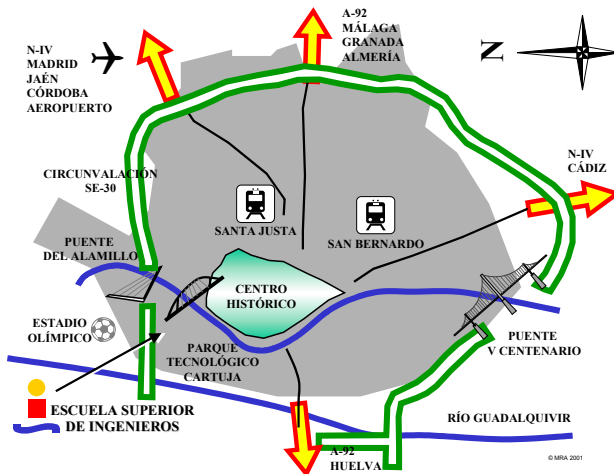 A-92
MÁLAGA
GRANADA
ALMERÍA
N-IV
MADRID
JAÉN
CÓRDOBA
AEROPUERTO
N
N-IV
CÁDIZ
CIRCUNVALACIÓN
SE-30
SANTA JUSTA
SAN BERNARDO
PUENTE
DEL ALAMILLO
CENTRO
HISTÓRICO
ESTADIO
OLÍMPICO
PARQUE
TECNOLÓGICO
CARTUJA
PUENTE
V CENTENARIO
ESCUELA SUPERIOR
DE INGENIEROS
RÍO GUADALQUIVIR
A-92
HUELVA
© MRA 2001